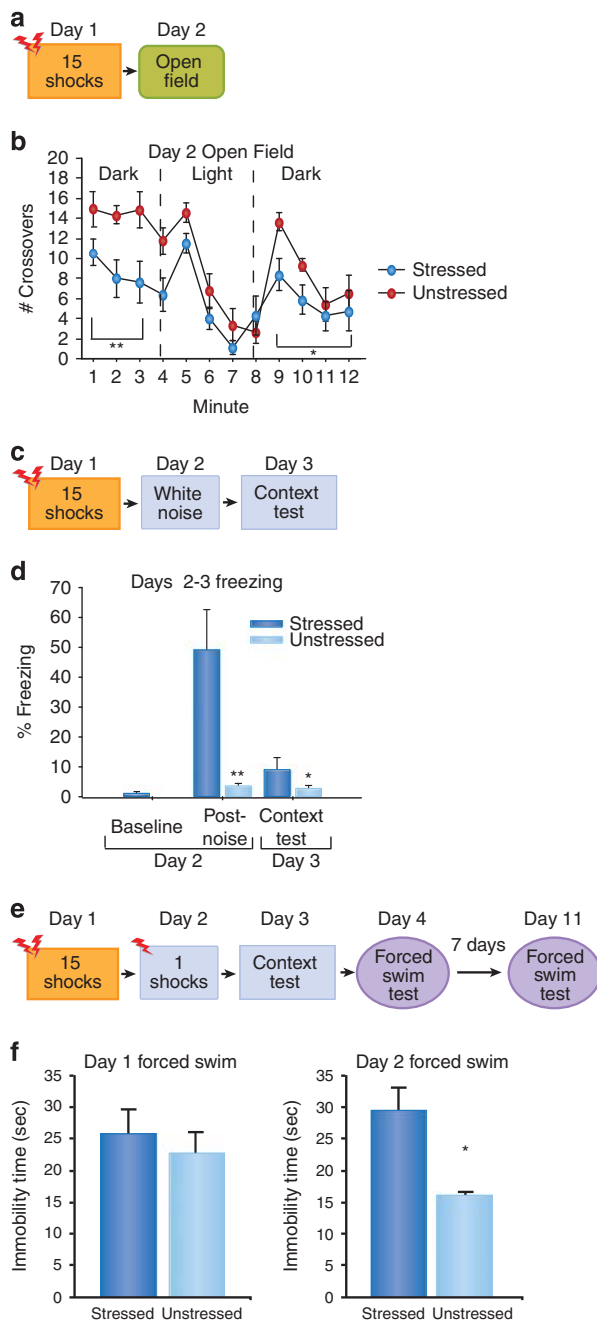 a
Day 1 Day 2
15 shocks
Open field
b
Day 2 Open Field
Dark Light Dark
# Crossovers
20
18
16
14
12
10
8
6
4
2
0
**
*
1 2 3 4 5 6 7 8 9 10 11 12
Minute
Stressed
Unstressed
c
Day 1 Day 2 Day 3
15 shocks
White noise
Context test
d
Days 2-3 freezing
% Freezing
70
60
50
40
30
20
10
0
Stressed
Unstressed
**
*
Baseline
Post-noise
Context test
Day 2 Day 3
e
Day 1 Day 2 Day 3 Day 4 Day 11
15 shocks
1 shocks
Context test
Forced swim test
7 days
Forced swim test
f
Day 1 forced swim
Immobility time (sec)
35
30
25
20
15
10
5
0
Stressed Unstressed
Day 2 forced swim
Immobility time (sec)
35
30
25
20
15
10
5
0
*
Stressed Unstressed